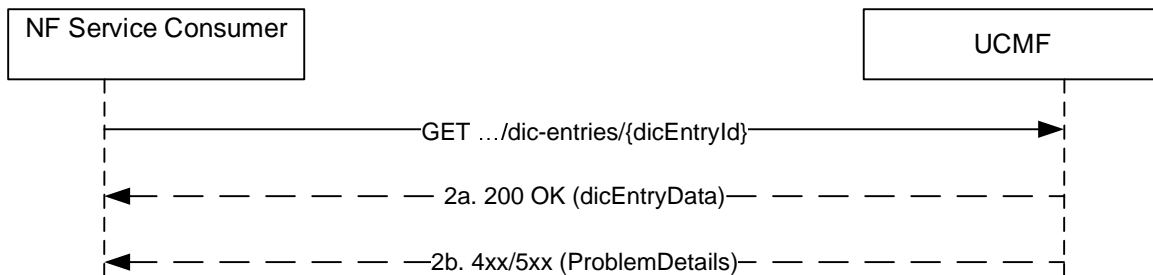 NF Service Consumer
UCMF
GET …/dic-entries/{dicEntryId}
2a. 200 OK (dicEntryData)
2b. 4xx/5xx (ProblemDetails)